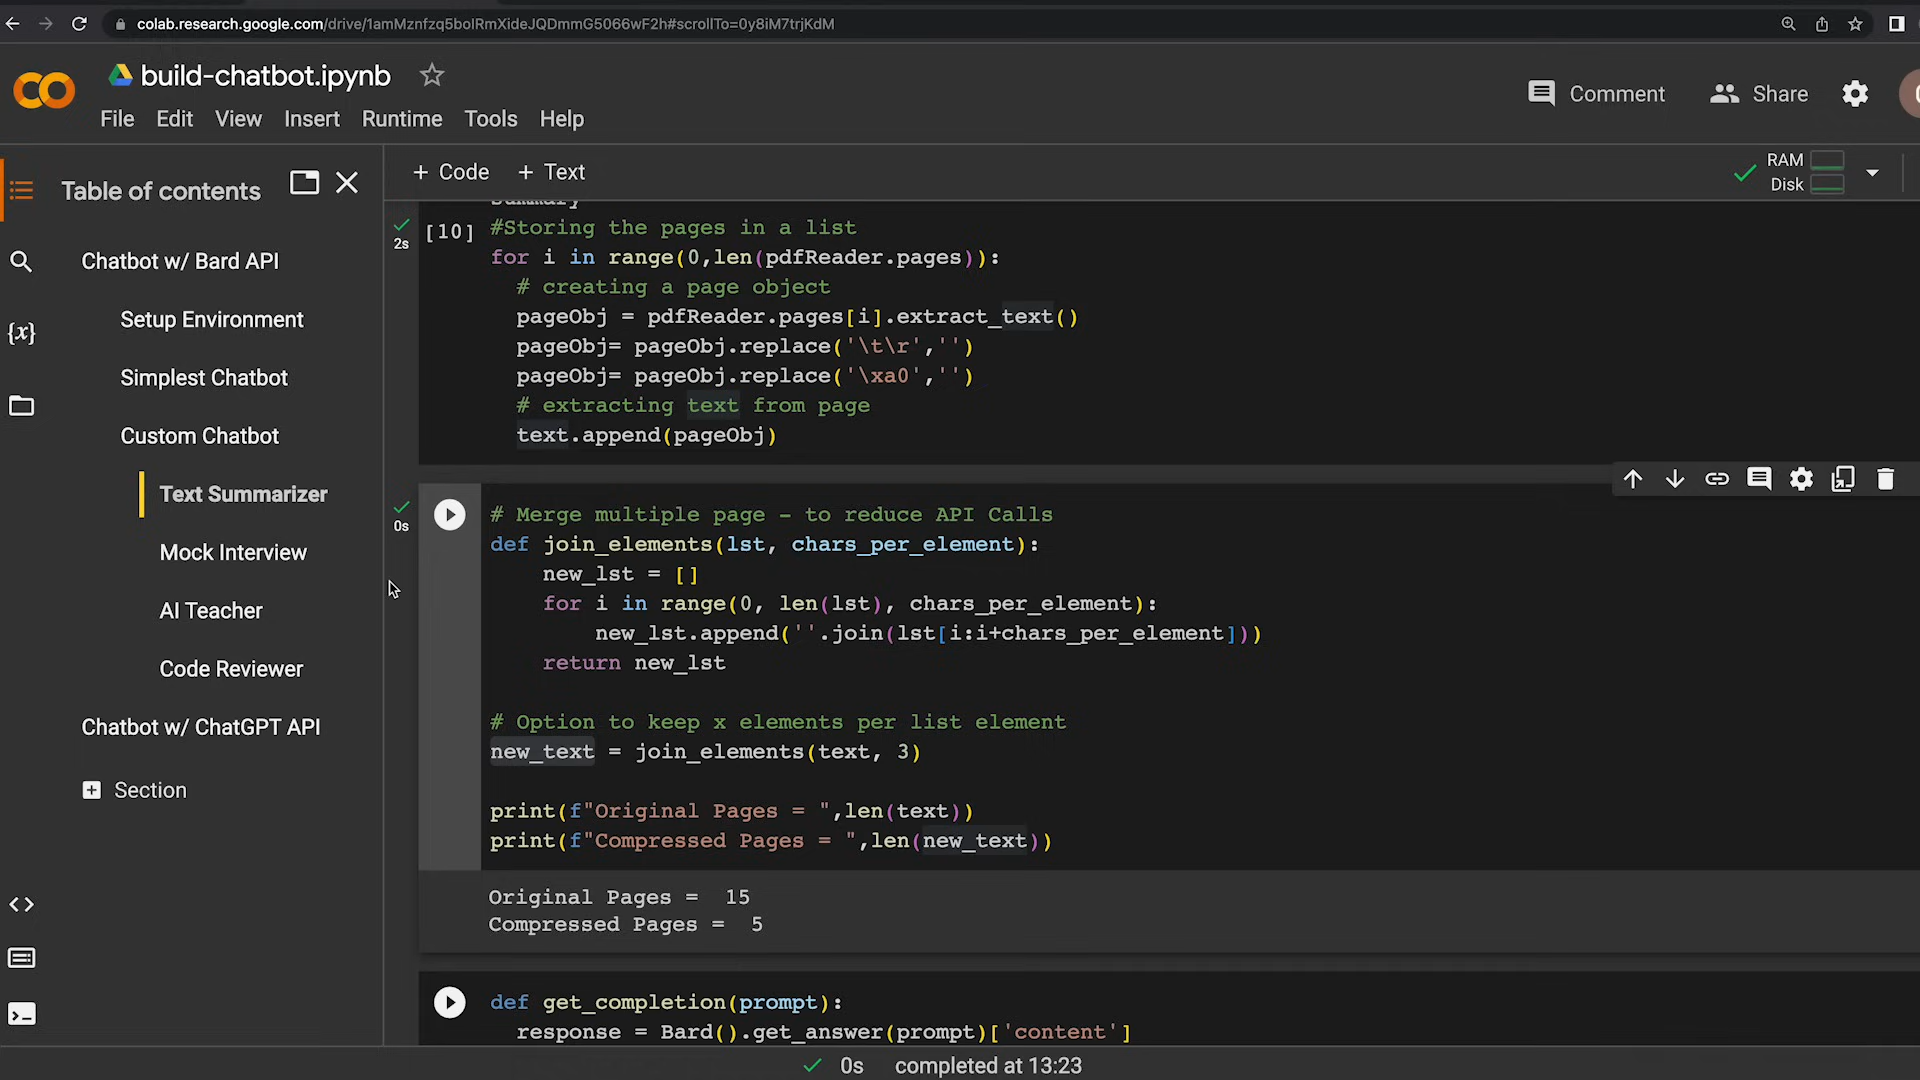 colab.research.google.com/drive/1amMznfzq5bolRmXideJQDmmG5066wF2h#scrollTo=0y8iM7trjKdM
build-chatbot.ipynb
File Edit View Insert Runtime Tools Help
Comment
Share
Table of contents
Chatbot w/ Bard API
Setup Environment
Simplest Chatbot
Custom Chatbot
Text Summarizer
Mock Interview
AI Teacher
Code Reviewer
Chatbot w/ ChatGPT API
+ Section
+ Code + Text
RAM
Disk
Summary
2s
[10]
#Storing the pages in a list
for i in range(0,len(pdfReader.pages)):
# creating a page object
pageObj = pdfReader.pages[i].extract_text()
pageObj= pageObj.replace('\t\r','')
pageObj= pageObj.replace('\xa0','')
# extracting text from page
text.append(pageObj)
0s
# Merge multiple page - to reduce API Calls
def join_elements(lst, chars_per_element):
new_lst = []
for i in range(0, len(lst), chars_per_element):
new_lst.append(''.join(lst[i:i+chars_per_element]))
return new_lst
# Option to keep x elements per list element
new_text = join_elements(text, 3)
print(f"Original Pages = ",len(text))
print(f"Compressed Pages = ",len(new_text))
Original Pages =  15
Compressed Pages =  5
def get_completion(prompt):
response = Bard().get_answer(prompt)['content']
0s completed at 13:23